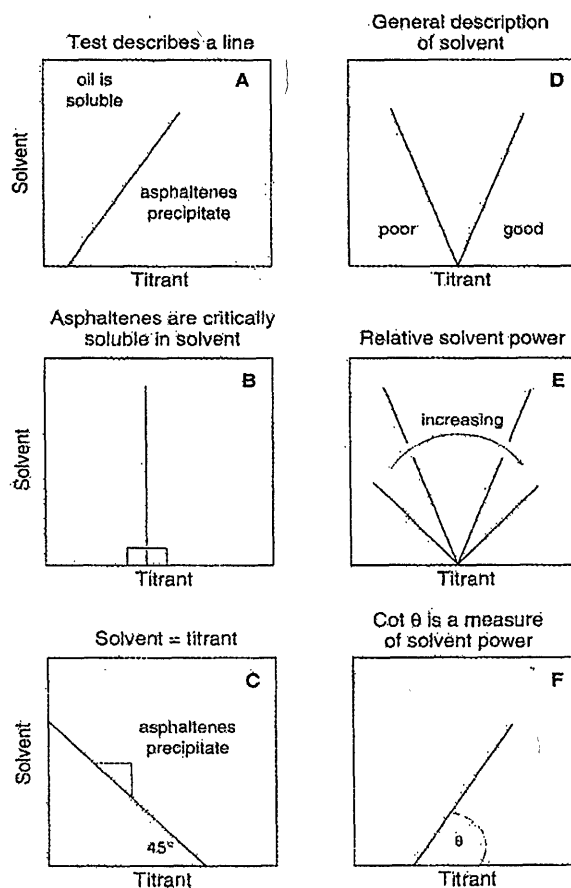 Test describes a line
A
oil is
soluble
asphaltenes
precipitate
Solvent
Titrant
General description
of solvent
D
poor
good
Titrant
Asphaltenes are critically
soluble in solvent
B
Solvent
Titrant
Relative solvent power
E
increasing
Titrant
Solvent = titrant
C
asphaltenes
precipitate
45°
Solvent
Titrant
Cot θ is a measure
of solvent power
F
θ
Titrant